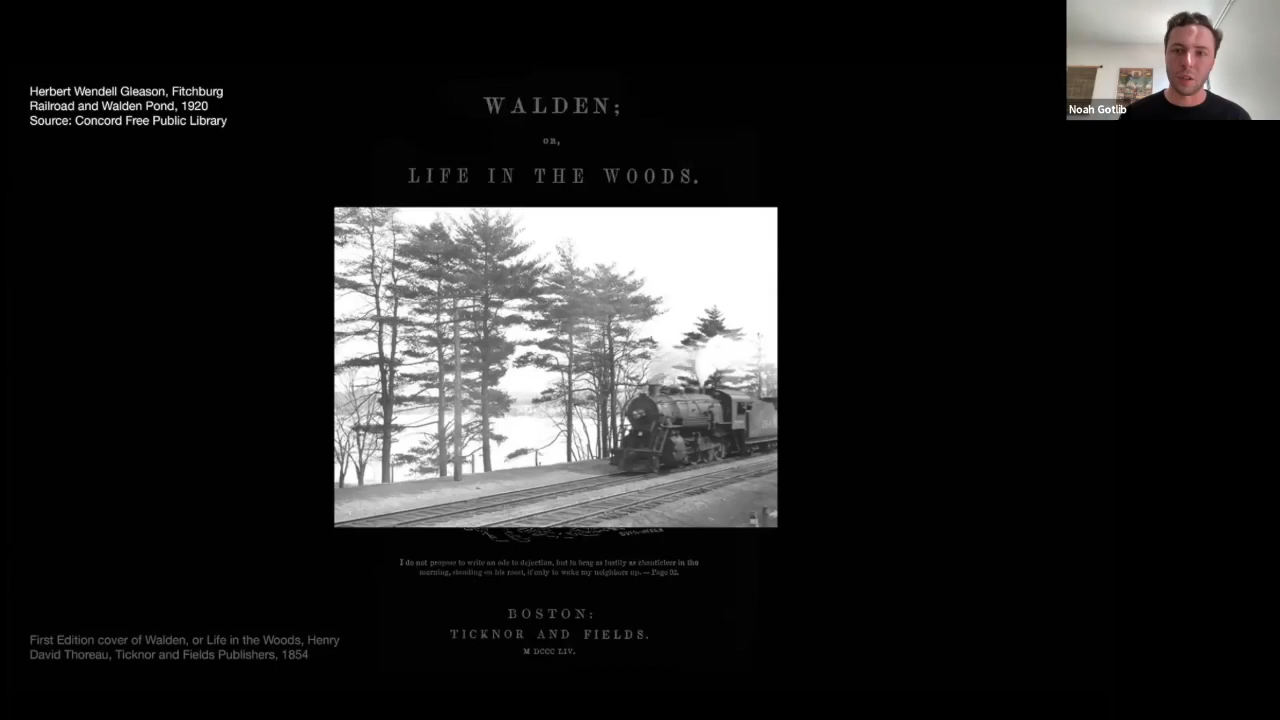 Herbert Wendell Gleason, Fitchburg
Railroad and Walden Pond, 1920
Source: Concord Free Public Library
Noah Gotlib
WALDEN;
OR,
LIFE IN THE WOODS.
I do not propose to write an ode to dejection, but to brag as lustily as chanticleer in the
morning, standing on his roost, if only to wake my neighbors up. — Page 92.
BOSTON:
TICKNOR AND FIELDS.
M DCCC LIV.
First Edition cover of Walden, or Life in the Woods, Henry
David Thoreau, Ticknor and Fields Publishers, 1854